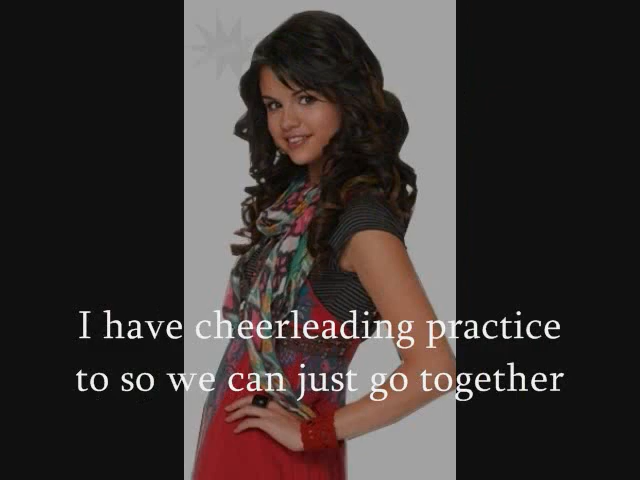 I have cheerleading practice
to so we can just go together